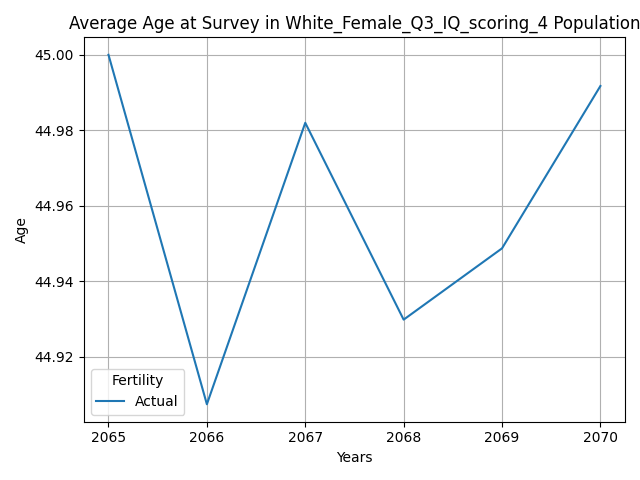 Average Age at Survey in White_Female_Q3_IQ_scoring_4 Population
45.00
44.98
44.96
44.94
44.92
Age
Fertility
Actual
2065 2066 2067 2068 2069 2070
Years